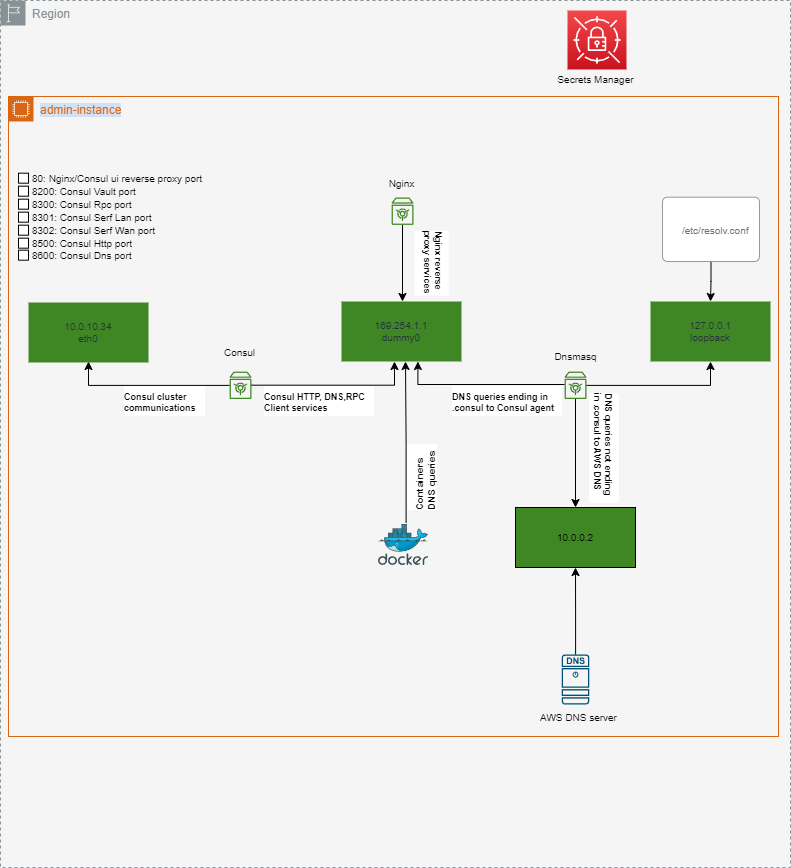 Region
Secrets Manager
admin-instance
80: Nginx/Consul ui reverse proxy port
8200: Consul Vault port
8300: Consul Rpc port
8301: Consul Serf Lan port
8302: Consul Serf Wan port
8500: Consul Http port
8600: Consul Dns port
Nginx
Nginx reverse
proxy services
/etc/resolv.conf
10.0.10.34
eth0
169.254.1.1
dummy0
127.0.0.1
loopback
Consul
Dnsmasq
Consul cluster
communications
Consul HTTP, DNS,RPC
Client services
DNS queries ending in
.consul to Consul agent
DNS queries not ending
in .consul to AWS DNS
Containers
DNS queries
docker
10.0.0.2
DNS
AWS DNS server